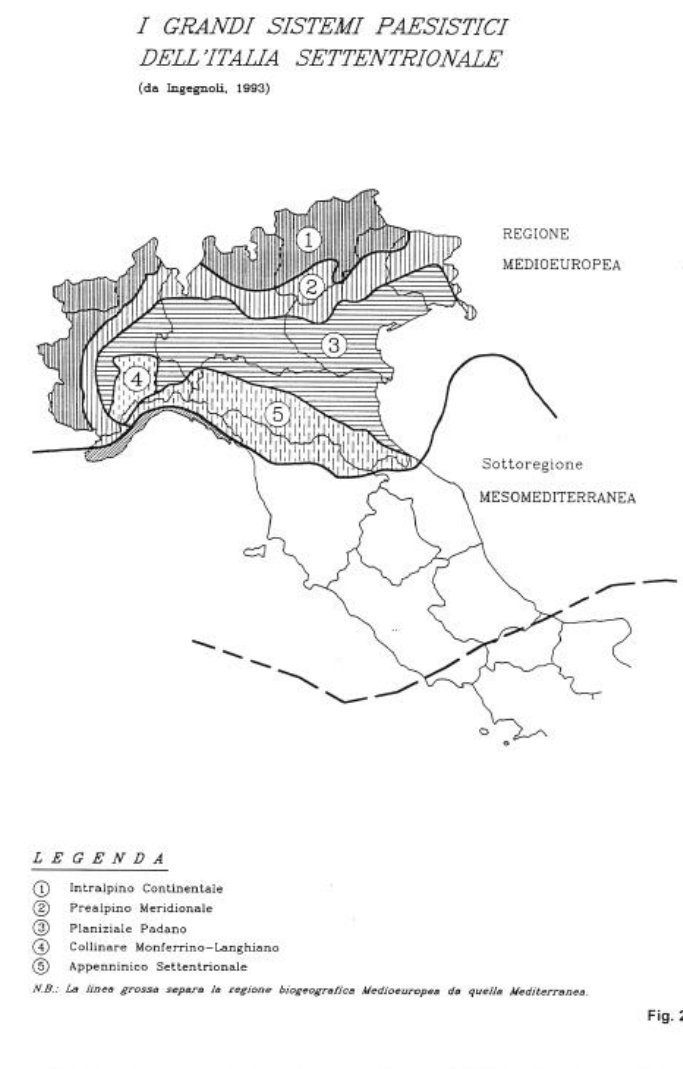 I GRANDI SISTEMI PAESISTICI
DELL'ITALIA SETTENTRIONALE
(da Ingegnoli, 1993)
REGIONE
MEDIOEUROPEA
1
2
3
4
5
Sottoregione
MESOMEDITERRANEA
LEGENDA
1 Intralpino Continentale
2 Prealpino Meridionale
3 Planiziale Padano
4 Collinare Monferrino-Langhiano
5 Appenninico Settentrionale
N.B.: La linea grossa separa la regione biogeografica Medioeuropea da quella Mediterranea.
Fig. 2